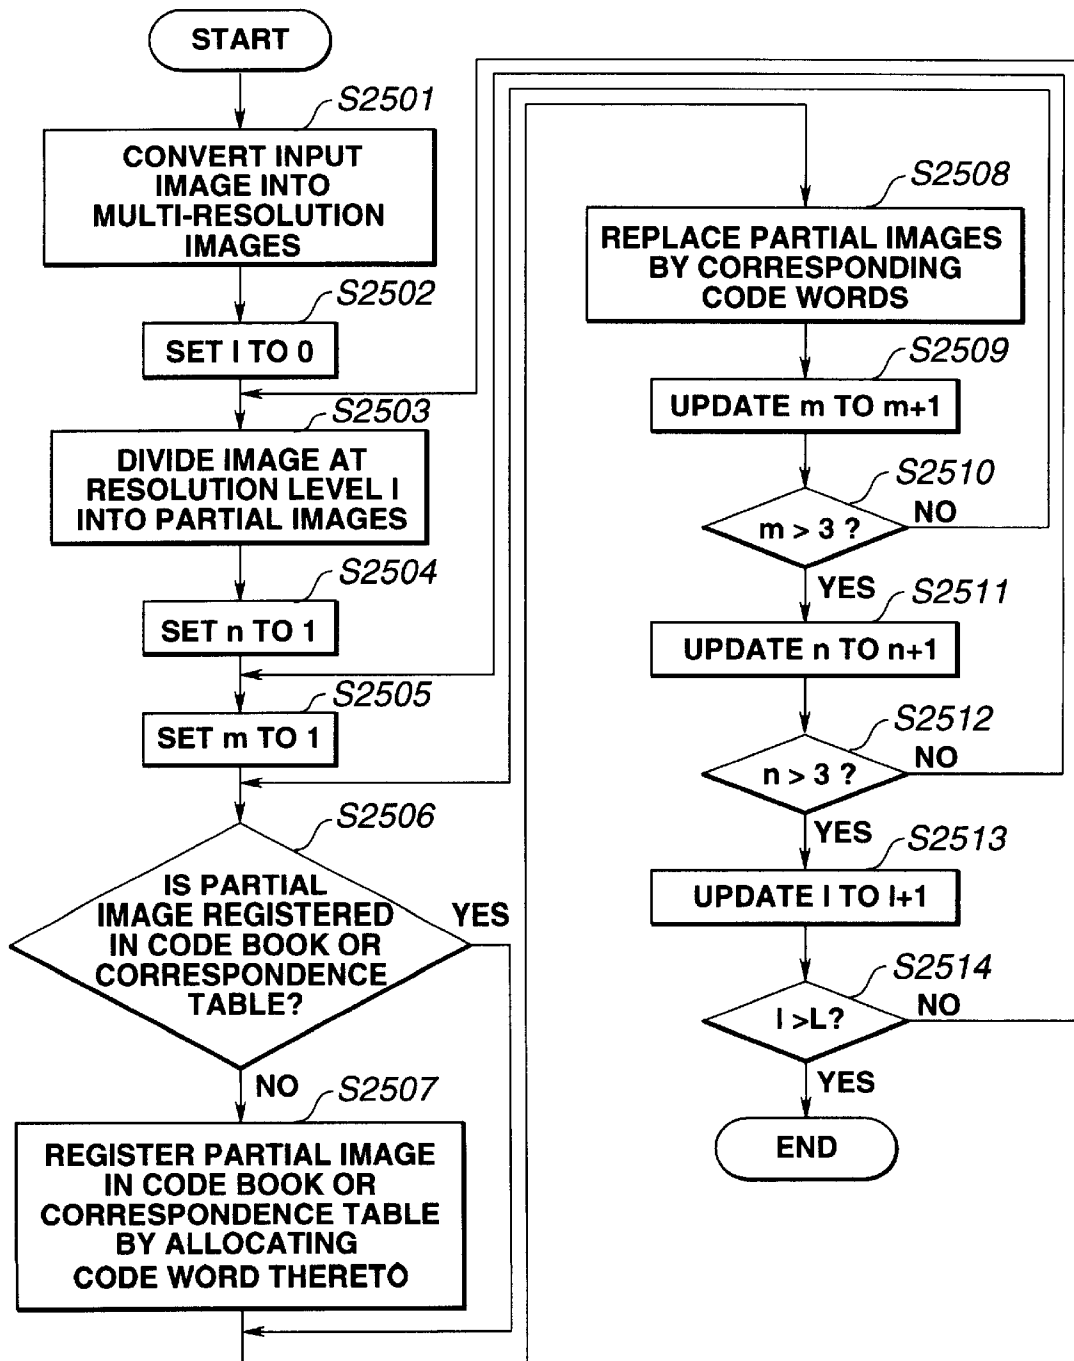 START
S2501
CONVERT INPUT
IMAGE INTO
MULTI-RESOLUTION
IMAGES
S2502
SET l TO 0
S2503
DIVIDE IMAGE AT
RESOLUTION LEVEL l
INTO PARTIAL IMAGES
S2504
SET n TO 1
S2505
SET m TO 1
S2506
IS PARTIAL
IMAGE REGISTERED
IN CODE BOOK OR
CORRESPONDENCE
TABLE?
YES
NO
S2507
REGISTER PARTIAL IMAGE
IN CODE BOOK OR
CORRESPONDENCE TABLE
BY ALLOCATING
CODE WORD THERETO
S2508
REPLACE PARTIAL IMAGES
BY CORRESPONDING
CODE WORDS
S2509
UPDATE m TO m+1
S2510
m > 3 ?
NO
YES
S2511
UPDATE n TO n+1
S2512
n > 3 ?
NO
YES
S2513
UPDATE l TO l+1
S2514
l >L?
NO
YES
END